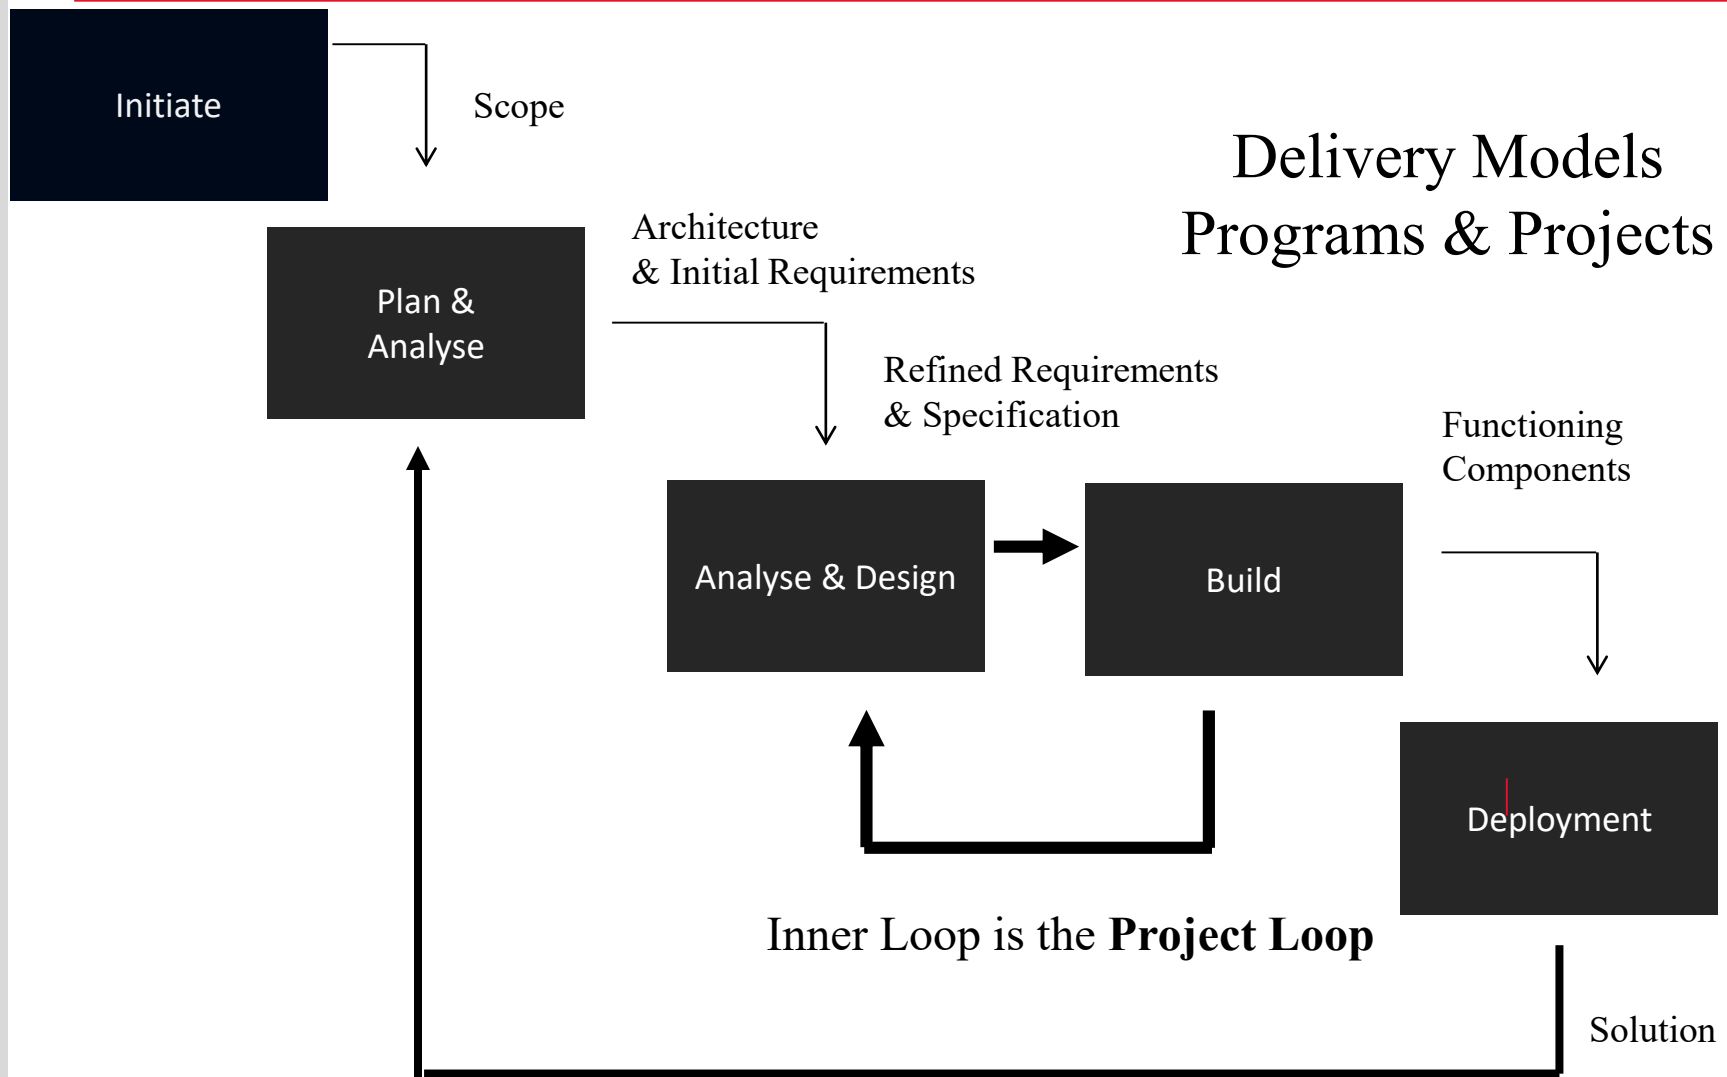 Initiate
Scope
Delivery Models
Programs & Projects
Architecture
& Initial Requirements
Plan &
Analyse
Refined Requirements
& Specification
Functioning
Components
Analyse & Design
Build
Deployment
Inner Loop is the Project Loop
Solution